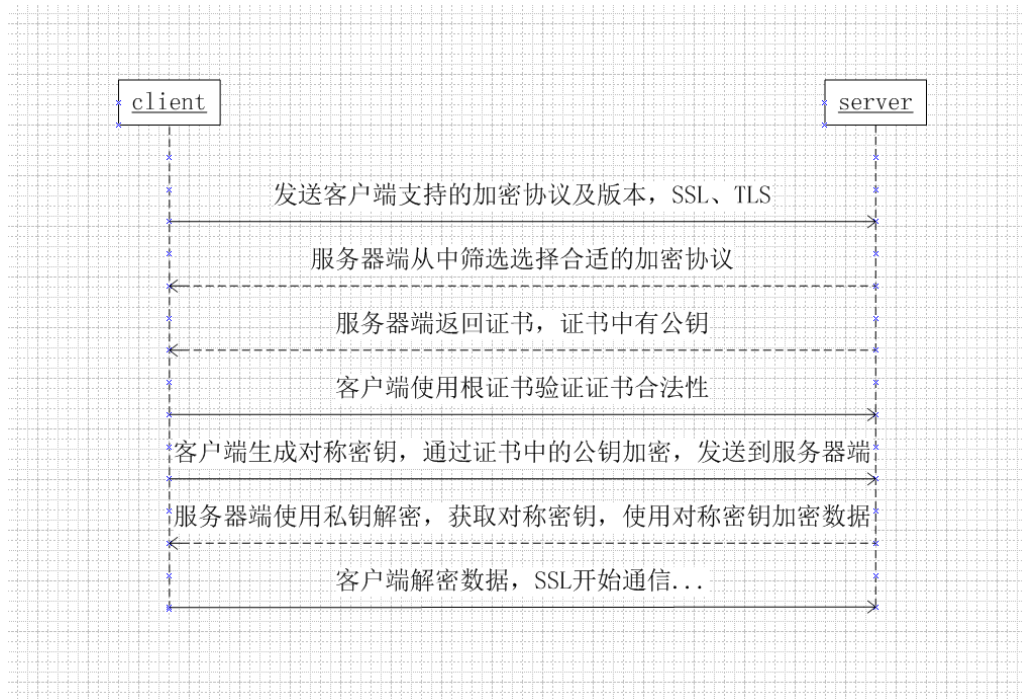 client
server
发送客户端支持的加密协议及版本，SSL、TLS
服务器端从中筛选选择合适的加密协议
服务器端返回证书，证书中有公钥
客户端使用根证书验证证书合法性
客户端生成对称密钥，通过证书中的公钥加密，发送到服务器端
服务器端使用私钥解密，获取对称密钥，使用对称密钥加密数据
客户端解密数据，SSL开始通信...